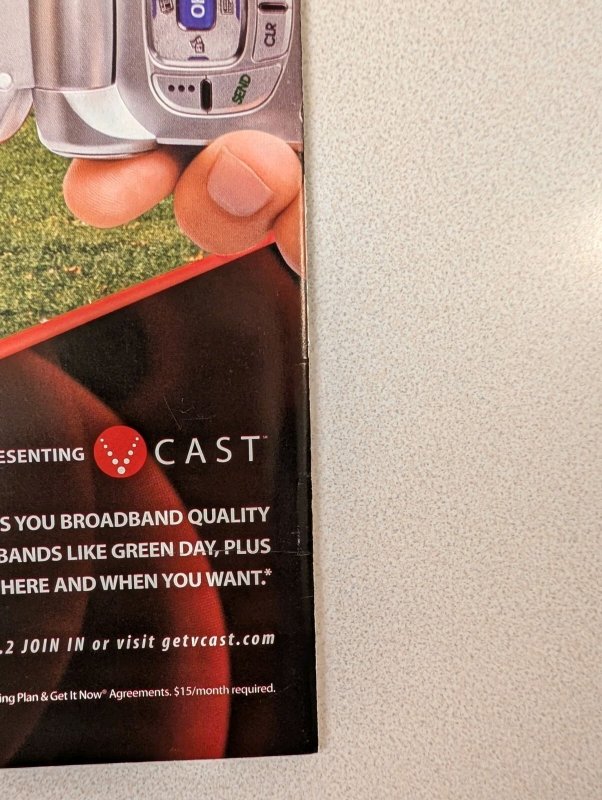 CLR
SEND
ESENTING CAST™
S YOU BROADBAND QUALITY
BANDS LIKE GREEN DAY, PLUS
HERE AND WHEN YOU WANT.*
.2 JOIN IN or visit getvcast.com
ing Plan & Get It Now® Agreements. $15/month required.